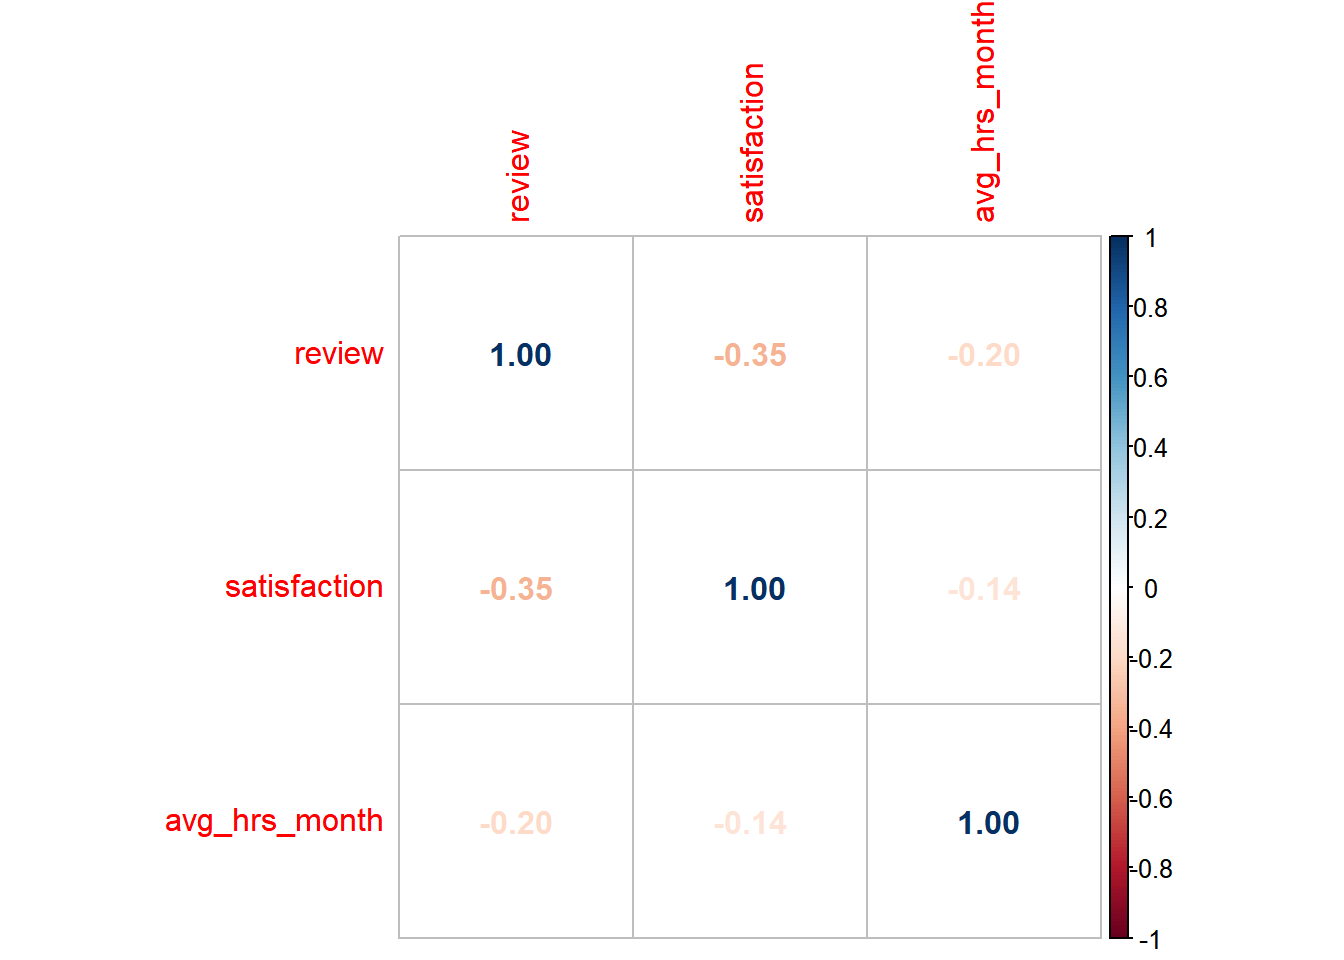 review
satisfaction
avg_hrs_month
review 1.00 -0.35 -0.20
satisfaction -0.35 1.00 -0.14
avg_hrs_month -0.20 -0.14 1.00
1
0.8
0.6
0.4
0.2
0
-0.2
-0.4
-0.6
-0.8
-1